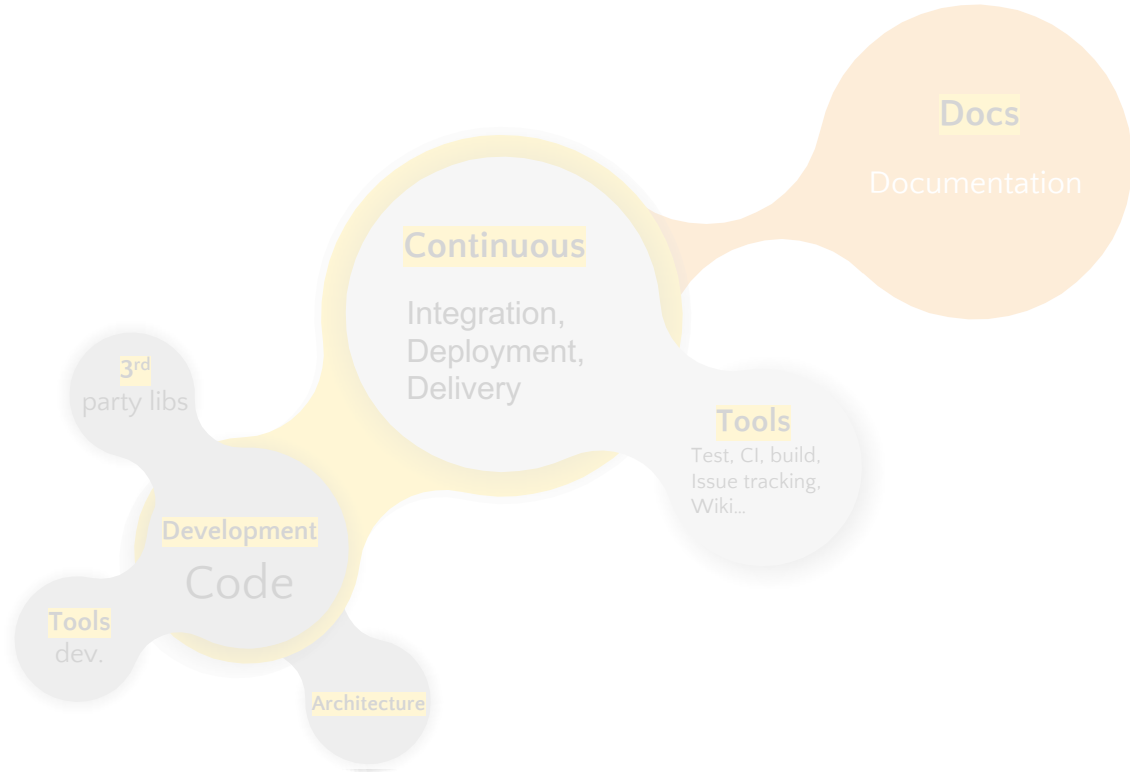 Docs
Documentation
Continuous
Integration,
Deployment,
Delivery
3rd
party libs
Tools
Test, CI, build,
Issue tracking,
Wiki...
Development
Code
Tools
dev.
Architecture